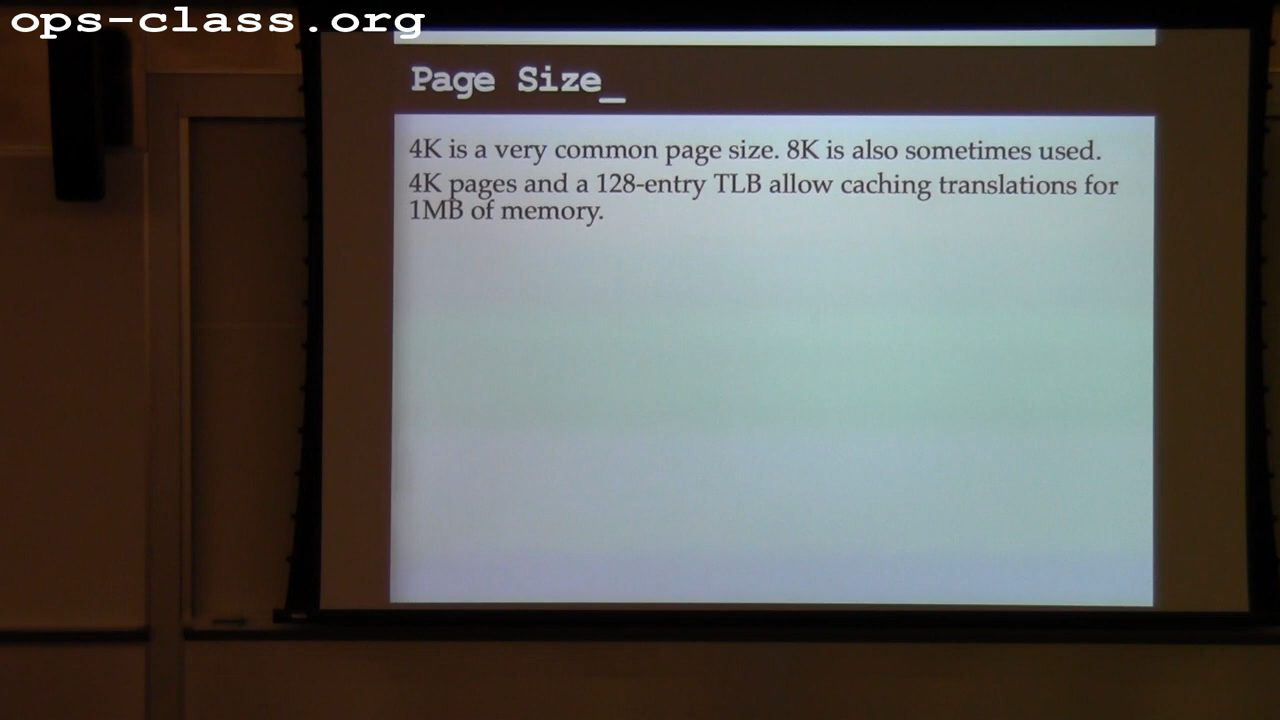 ops-class.org
Page Size_
4K is a very common page size. 8K is also sometimes used.
4K pages and a 128-entry TLB allow caching translations for
1MB of memory.